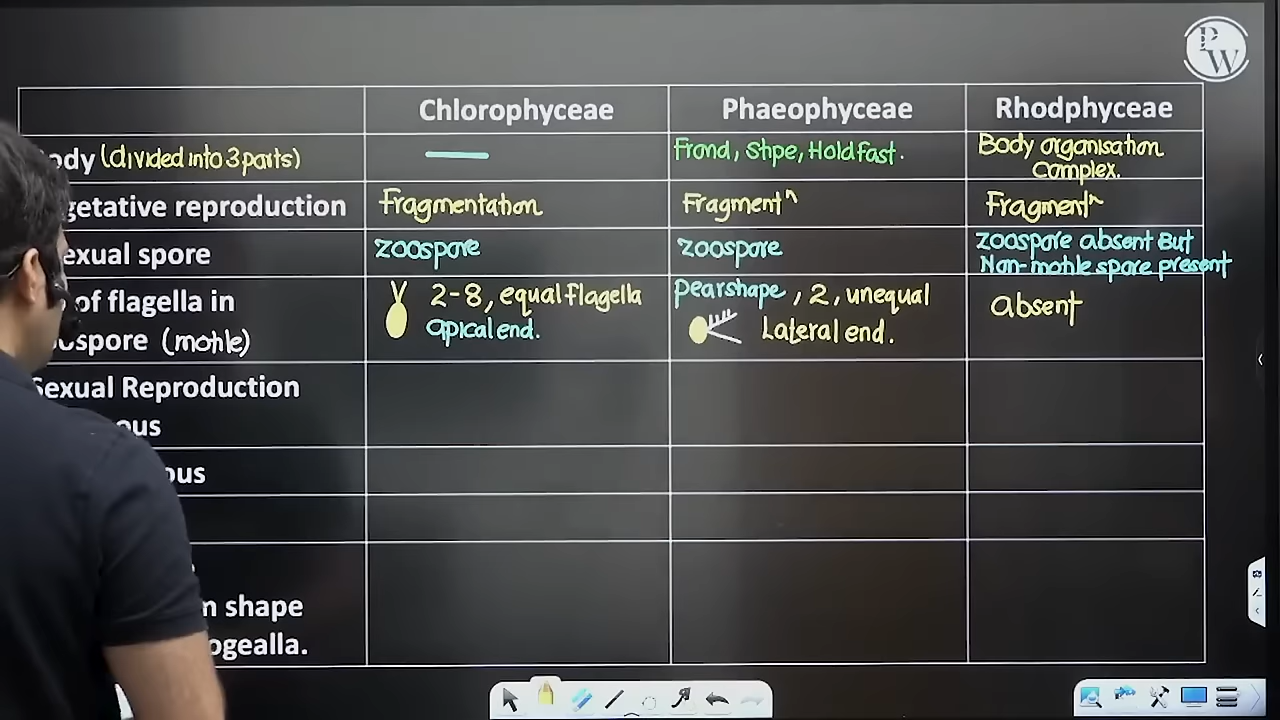 PW
Chlorophyceae Phaeophyceae Rhodphyceae
ody (divided into 3 parts) — Frond, Stipe, Holdfast. Body organisation
Complex.
getative reproduction Fragmentation Fragmentⁿ Fragmentⁿ
exual spore zoospore zoospore zoospore absent But
Non-motile spore present
of flagella in 2-8, equal flagella Pearshape, 2, unequal Absent
ospore (motile) apical end. Lateral end.
Sexual Reproduction
ous
ous
m shape
ogealla.